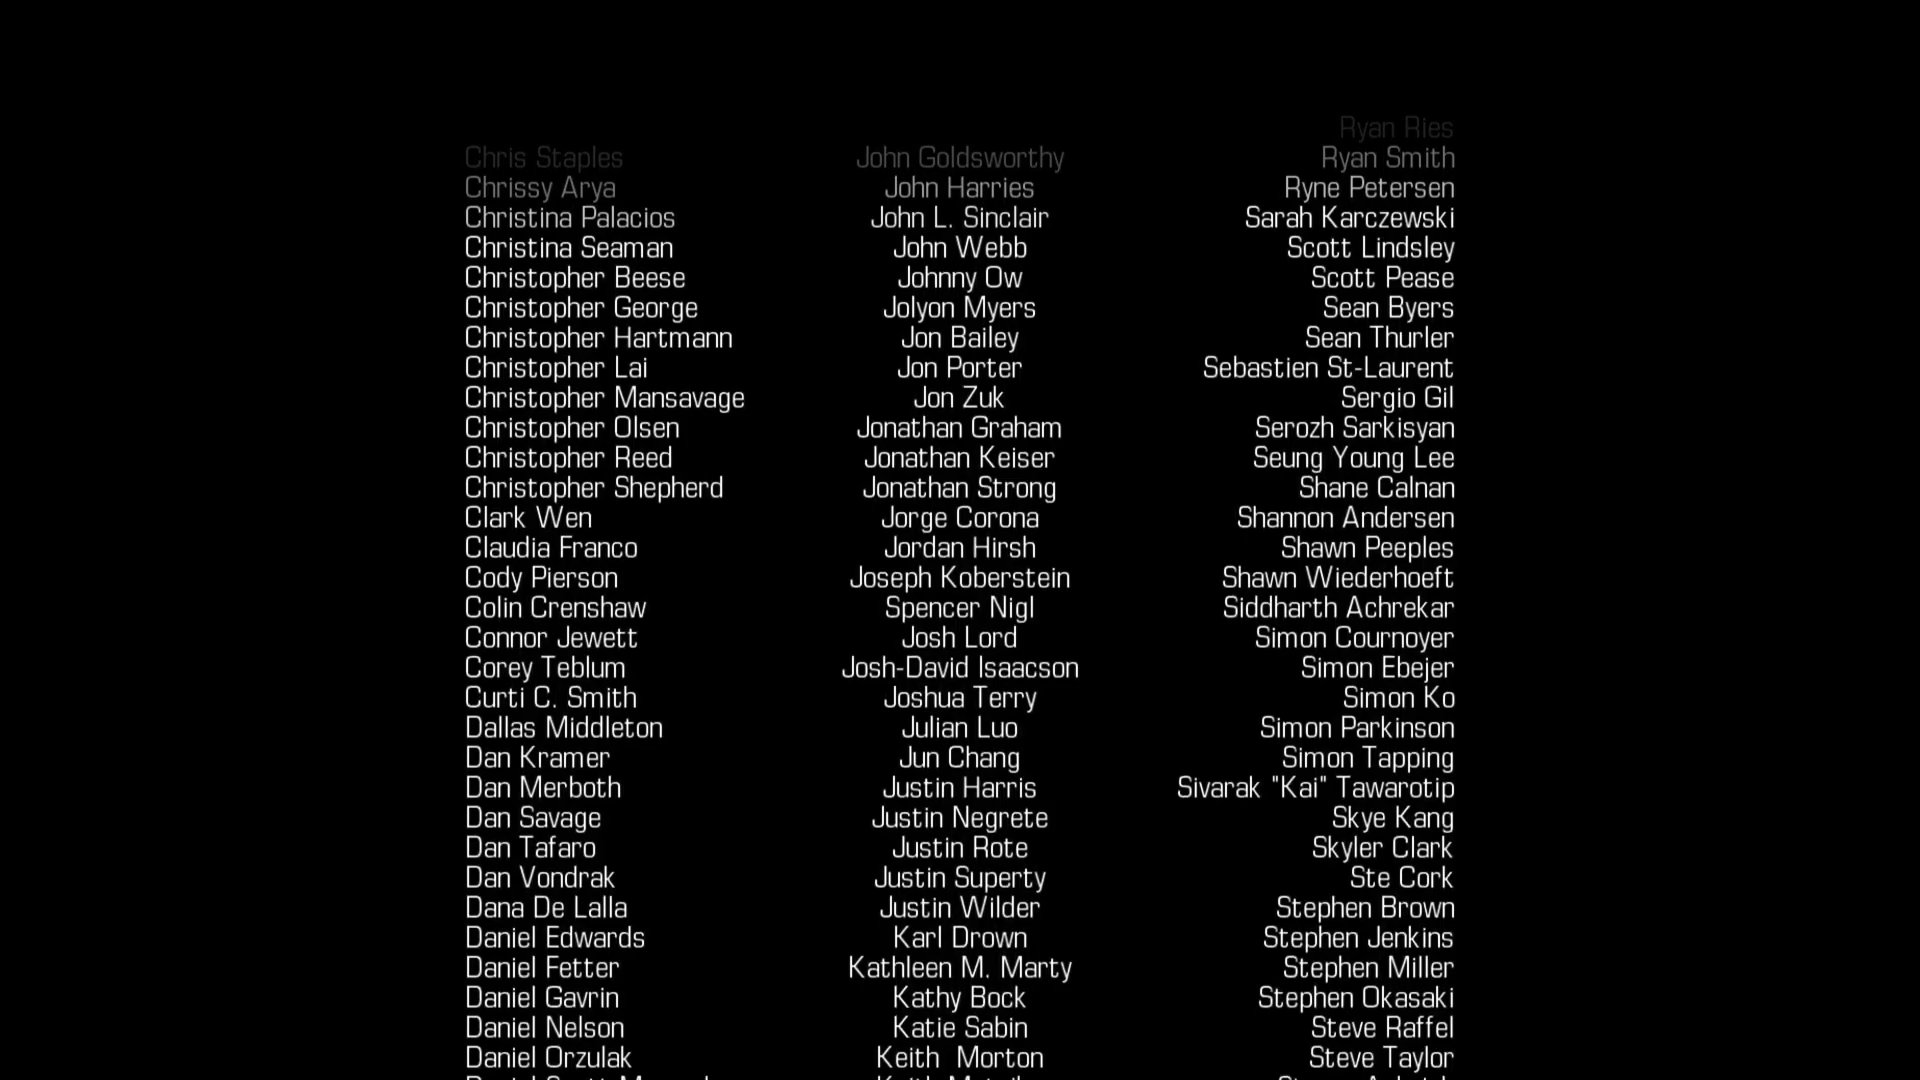 Ryan Ries
Chris Staples John Goldsworthy Ryan Smith
Chrissy Arya John Harries Ryne Petersen
Christina Palacios John L. Sinclair Sarah Karczewski
Christina Seaman John Webb Scott Lindsley
Christopher Beese Johnny Ow Scott Pease
Christopher George Jolyon Myers Sean Byers
Christopher Hartmann Jon Bailey Sean Thurler
Christopher Lai Jon Porter Sebastien St-Laurent
Christopher Mansavage Jon Zuk Sergio Gil
Christopher Olsen Jonathan Graham Serozh Sarkisyan
Christopher Reed Jonathan Keiser Seung Young Lee
Christopher Shepherd Jonathan Strong Shane Calnan
Clark Wen Jorge Corona Shannon Andersen
Claudia Franco Jordan Hirsh Shawn Peeples
Cody Pierson Joseph Koberstein Shawn Wiederhoeft
Colin Crenshaw Spencer Nigl Siddharth Achrekar
Connor Jewett Josh Lord Simon Cournoyer
Corey Teblum Josh-David Isaacson Simon Ebejer
Curti C. Smith Joshua Terry Simon Ko
Dallas Middleton Julian Luo Simon Parkinson
Dan Kramer Jun Chang Simon Tapping
Dan Merboth Justin Harris Sivarak "Kai" Tawarotip
Dan Savage Justin Negrete Skye Kang
Dan Tafaro Justin Rote Skyler Clark
Dan Vondrak Justin Superty Ste Cork
Dana De Lalla Justin Wilder Stephen Brown
Daniel Edwards Karl Drown Stephen Jenkins
Daniel Fetter Kathleen M. Marty Stephen Miller
Daniel Gavrin Kathy Bock Stephen Okasaki
Daniel Nelson Katie Sabin Steve Raffel
Daniel Orzulak Keith Morton Steve Taylor